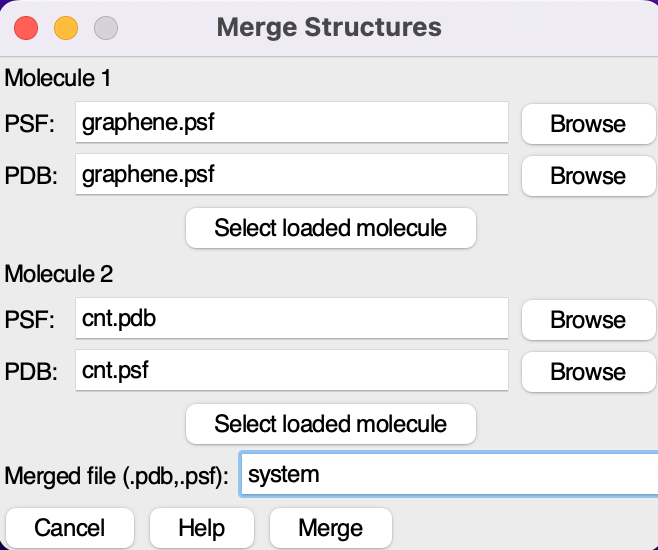 Merge Structures
Molecule 1
PSF: graphene.psf Browse
PDB: graphene.psf Browse
Select loaded molecule
Molecule 2
PSF: cnt.pdb Browse
PDB: cnt.psf Browse
Select loaded molecule
Merged file (.pdb,.psf): system
Cancel Help Merge